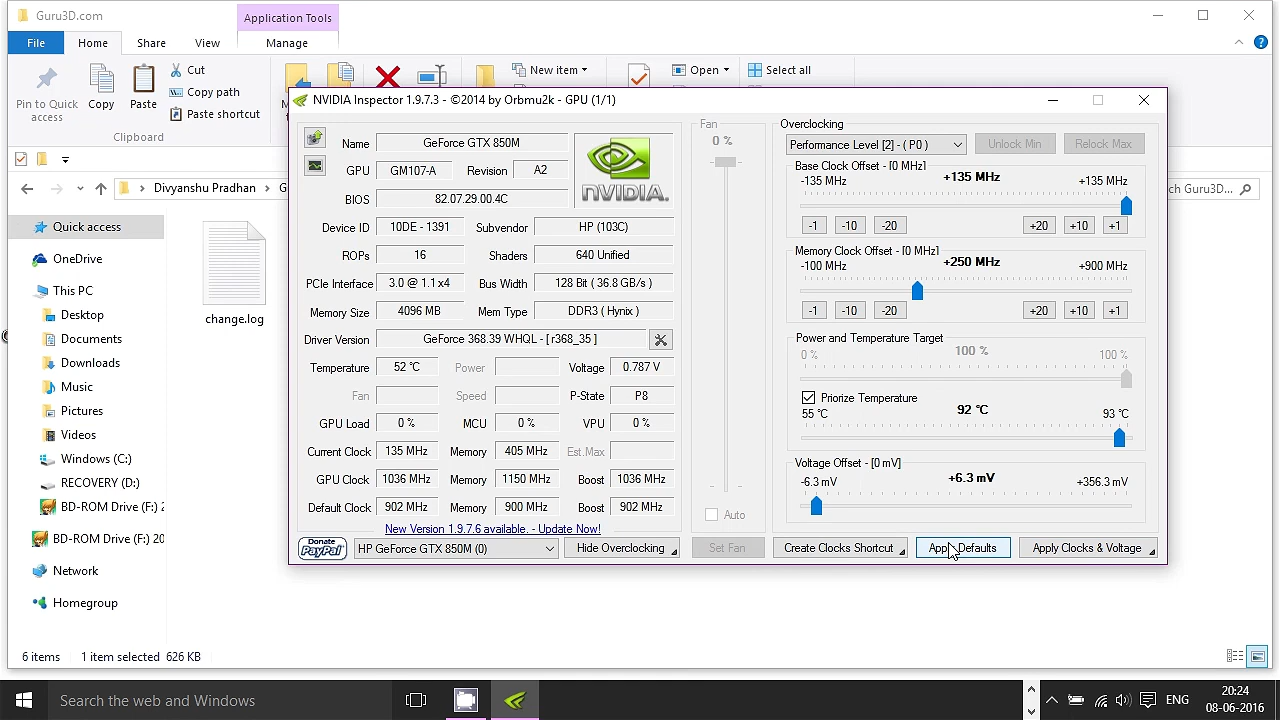 Guru3D.com
Application Tools
File
Home
Share
View
Manage
Pin to Quick access
Copy
Paste
Cut
Copy path
Paste shortcut
Clipboard
New item
Open
Select all
Divyanshu Pradhan
Quick access
OneDrive
This PC
Desktop
Documents
Downloads
Music
Pictures
Videos
Windows (C:)
RECOVERY (D:)
BD-ROM Drive (F:) 2
BD-ROM Drive (F:) 20
Network
Homegroup
change.log
6 items
1 item selected 626 KB
NVIDIA Inspector 1.9.7.3 - ©2014 by Orbmu2k - GPU (1/1)
Name GeForce GTX 850M
GPU GM107-A Revision A2
BIOS 82.07.29.00.4C
NVIDIA.
Device ID 10DE - 1391 Subvendor HP (103C)
ROPs 16 Shaders 640 Unified
PCIe Interface 3.0 @ 1.1 x4 Bus Width 128 Bit ( 36.8 GB/s )
Memory Size 4096 MB Mem Type DDR3 ( Hynix )
Driver Version GeForce 368.39 WHQL - [ r368_35 ]
Temperature 52 °C Power Voltage 0.787 V
Fan Speed P-State P8
GPU Load 0 % MCU 0 % VPU 0 %
Current Clock 135 MHz Memory 405 MHz Est.Max
GPU Clock 1036 MHz Memory 1150 MHz Boost 1036 MHz
Default Clock 902 MHz Memory 900 MHz Boost 902 MHz
New Version 1.9.7.6 available. - Update Now!
Donate PayPal
HP GeForce GTX 850M (0)
Hide Overclocking
Fan
0 %
Auto
Set Fan
Overclocking
Performance Level [2] - ( P0 )
Unlock Min
Relock Max
Base Clock Offset - [0 MHz]
-135 MHz +135 MHz +135 MHz
-1 -10 -20 +20 +10 +1
Memory Clock Offset - [0 MHz]
-100 MHz +250 MHz +900 MHz
-1 -10 -20 +20 +10 +1
Power and Temperature Target
0 % 100 % 100 %
Priorize Temperature
55 °C 92 °C 93 °C
Voltage Offset - [0 mV]
-6.3 mV +6.3 mV +356.3 mV
Create Clocks Shortcut
Defaults
Apply Clocks & Voltage
Search the web and Windows
ENG
20:24
08-06-2016